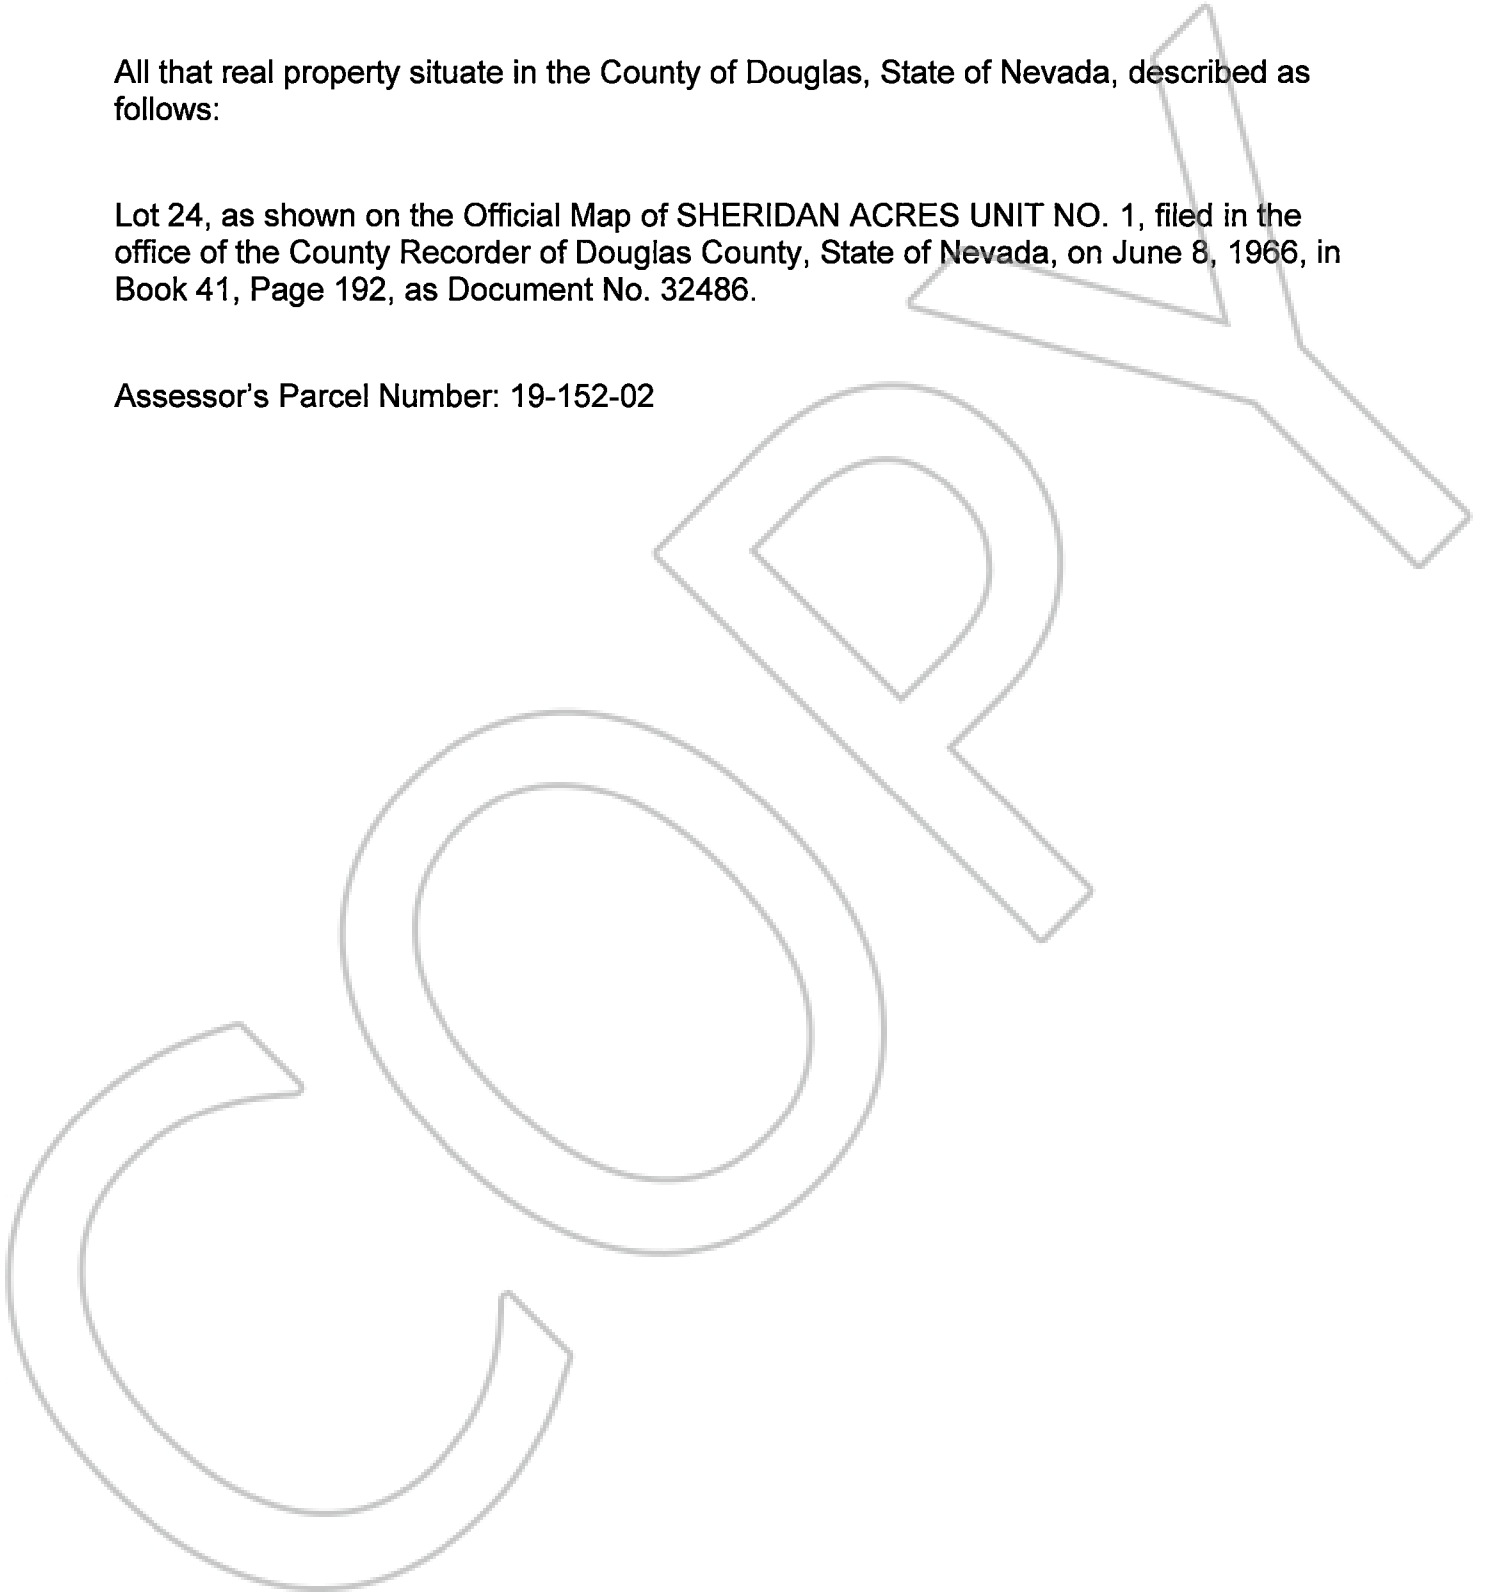 All that real property situate in the County of Douglas, State of Nevada, described as
follows:
Lot 24, as shown on the Official Map of SHERIDAN ACRES UNIT NO. 1, filed in the
office of the County Recorder of Douglas County, State of Nevada, on June 8, 1966, in
Book 41, Page 192, as Document No. 32486.
Assessor's Parcel Number: 19-152-02
COPY